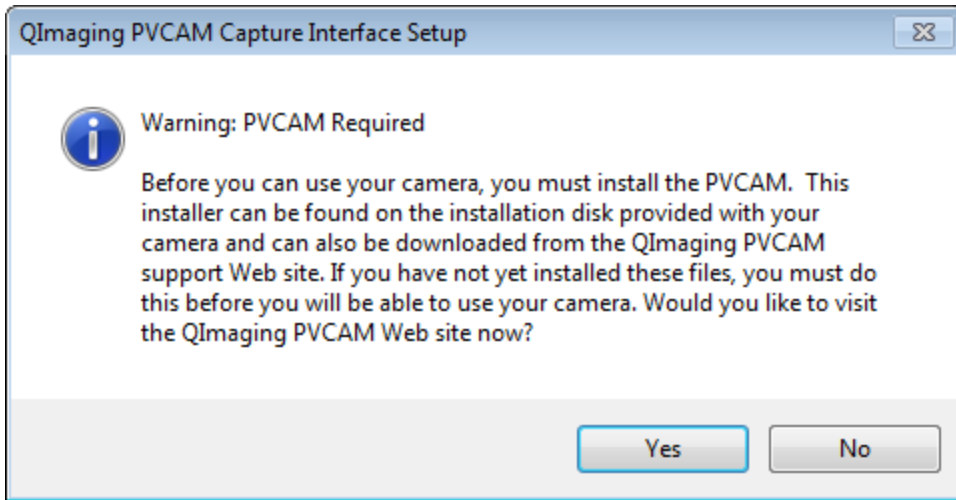 QImaging PVCAM Capture Interface Setup
Warning: PVCAM Required
Before you can use your camera, you must install the PVCAM.  This
installer can be found on the installation disk provided with your
camera and can also be downloaded from the QImaging PVCAM
support Web site. If you have not yet installed these files, you must do
this before you will be able to use your camera. Would you like to visit
the QImaging PVCAM Web site now?
Yes
No